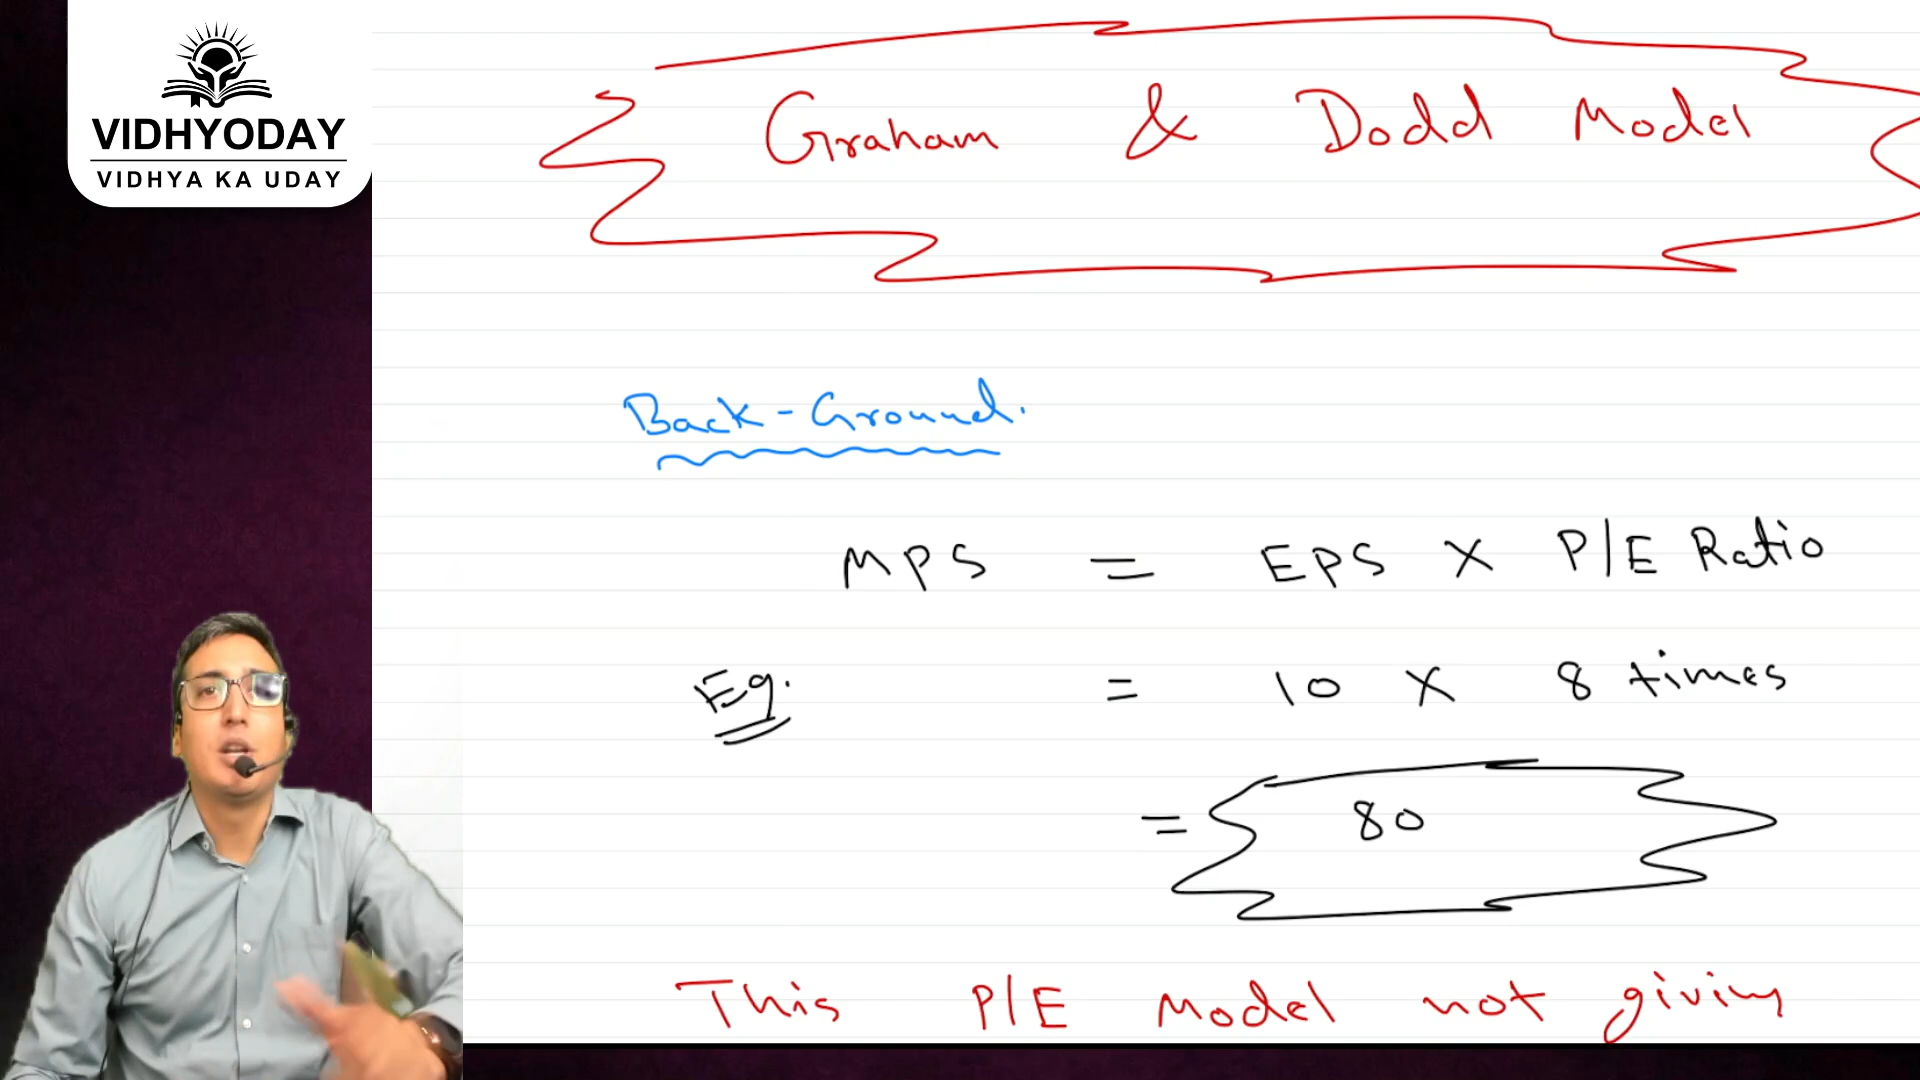 VIDHYODAY
VIDHYA KA UDAY
Graham & Dodd Model
Back-Ground.
MPS = EPS X P/E Ratio
Eg. = 10 X 8 times
= 80
This P/E Model not giving